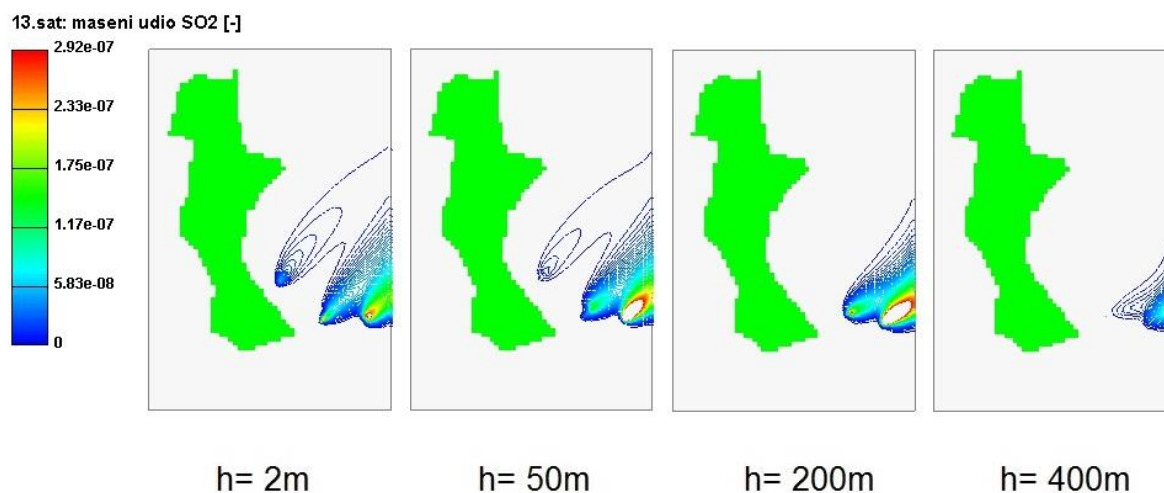 13.sat: maseni udio SO2 [-]
2.92e-07
2.33e-07
1.75e-07
1.17e-07
5.83e-08
0
h= 2m
h= 50m
h= 200m
h= 400m